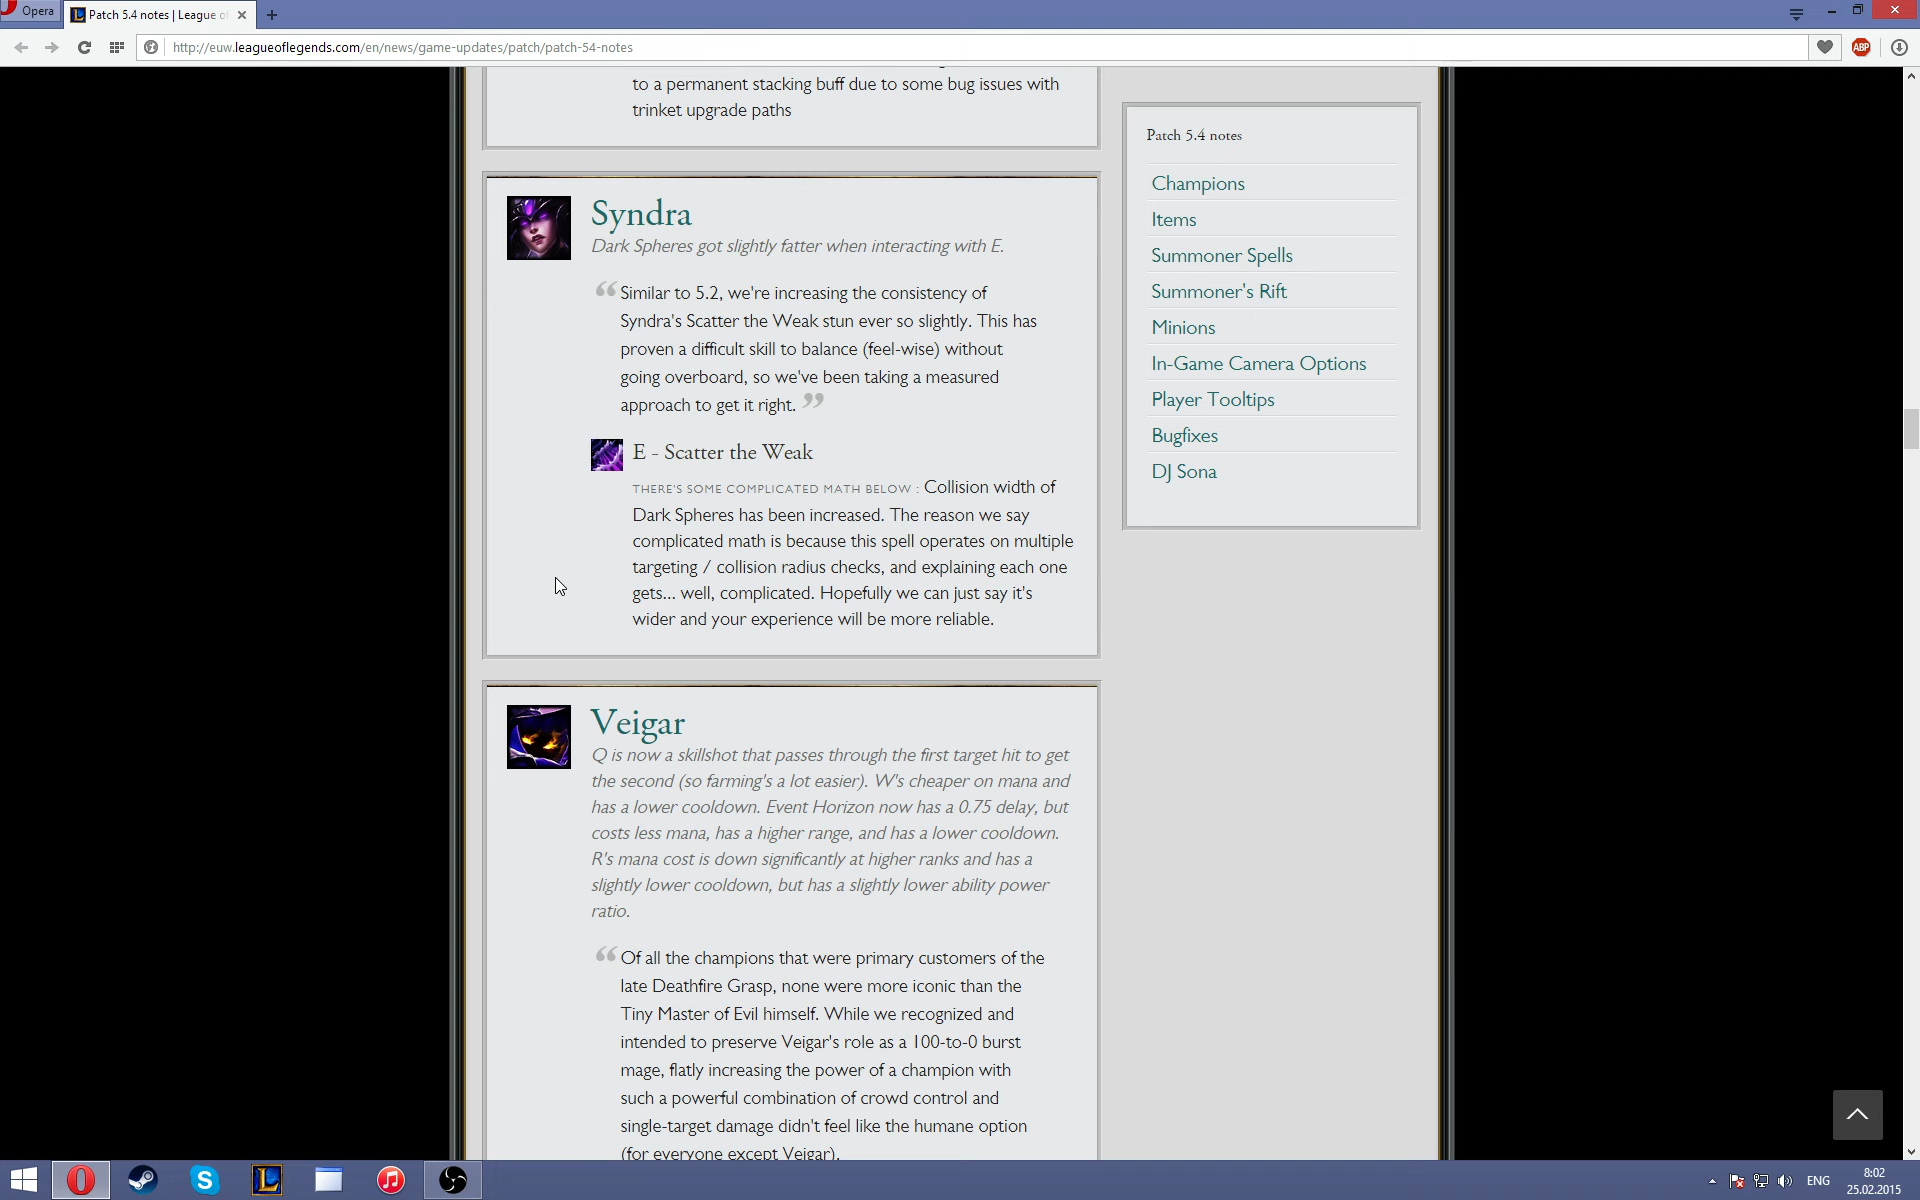 Opera
Patch 5.4 notes | League of
http://euw.leagueoflegends.com/en/news/game-updates/patch/patch-54-notes
ABP
to a permanent stacking buff due to some bug issues with
trinket upgrade paths
Syndra
Dark Spheres got slightly fatter when interacting with E.
“ Similar to 5.2, we're increasing the consistency of
Syndra's Scatter the Weak stun ever so slightly. This has
proven a difficult skill to balance (feel-wise) without
going overboard, so we've been taking a measured
approach to get it right. ”
E - Scatter the Weak
THERE'S SOME COMPLICATED MATH BELOW : Collision width of
Dark Spheres has been increased. The reason we say
complicated math is because this spell operates on multiple
targeting / collision radius checks, and explaining each one
gets... well, complicated. Hopefully we can just say it's
wider and your experience will be more reliable.
Veigar
Q is now a skillshot that passes through the first target hit to get
the second (so farming's a lot easier). W's cheaper on mana and
has a lower cooldown. Event Horizon now has a 0.75 delay, but
costs less mana, has a higher range, and has a lower cooldown.
R's mana cost is down significantly at higher ranks and has a
slightly lower cooldown, but has a slightly lower ability power
ratio.
“ Of all the champions that were primary customers of the
late Deathfire Grasp, none were more iconic than the
Tiny Master of Evil himself. While we recognized and
intended to preserve Veigar's role as a 100-to-0 burst
mage, flatly increasing the power of a champion with
such a powerful combination of crowd control and
single-target damage didn't feel like the humane option
(for everyone except Veigar).
Patch 5.4 notes
Champions
Items
Summoner Spells
Summoner's Rift
Minions
In-Game Camera Options
Player Tooltips
Bugfixes
DJ Sona
ENG
8:02
25.02.2015